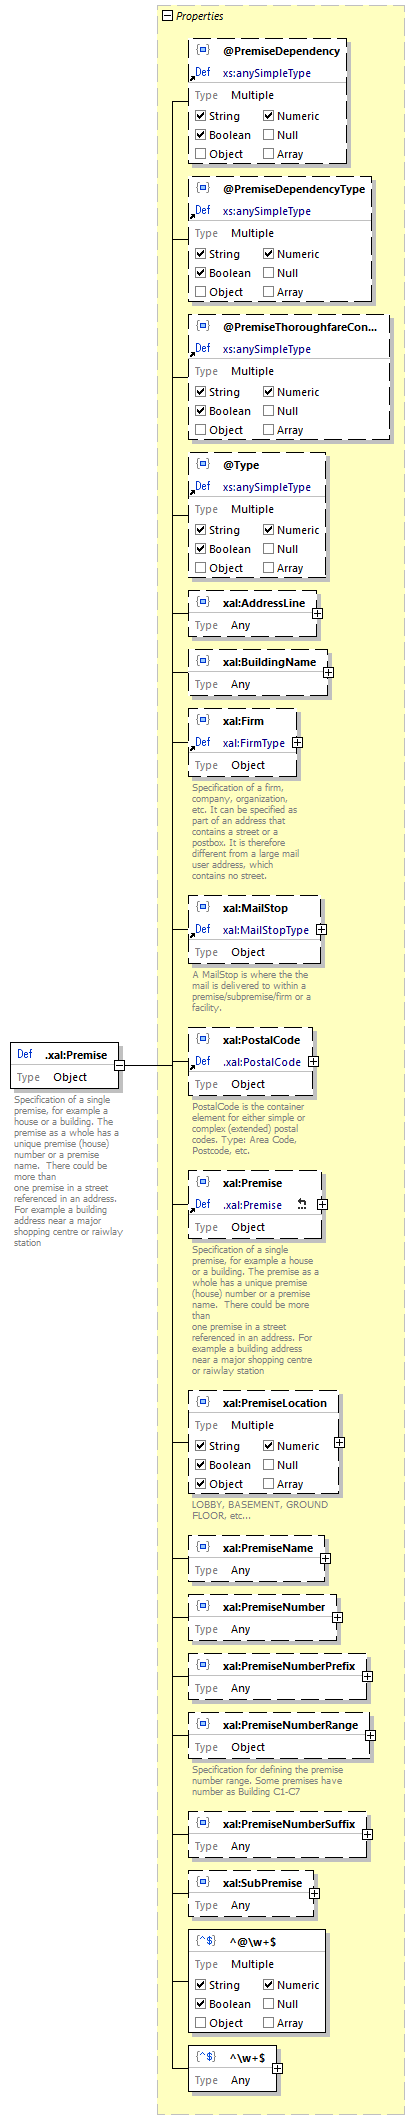 Properties
@PremiseDependency
Def xs:anySimpleType
Type Multiple
String Numeric
Boolean Null
Object Array
@PremiseDependencyType
Def xs:anySimpleType
Type Multiple
String Numeric
Boolean Null
Object Array
@PremiseThoroughfareCon...
Def xs:anySimpleType
Type Multiple
String Numeric
Boolean Null
Object Array
@Type
Def xs:anySimpleType
Type Multiple
String Numeric
Boolean Null
Object Array
xal:AddressLine
Type Any
xal:BuildingName
Type Any
xal:Firm
Def xal:FirmType
Type Object
Specification of a firm,
company, organization,
etc. It can be specified as
part of an address that
contains a street or a
postbox. It is therefore
different from a large mail
user address, which
contains no street.
xal:MailStop
Def xal:MailStopType
Type Object
A MailStop is where the the
mail is delivered to within a
premise/subpremise/firm or a
facility.
Def .xal:Premise
Type Object
Specification of a single
premise, for example a
house or a building. The
premise as a whole has a
unique premise (house)
number or a premise
name.  There could be
more than
one premise in a street
referenced in an address.
For example a building
address near a major
shopping centre or raiwlay
station
xal:PostalCode
Def .xal:PostalCode
Type Object
PostalCode is the container
element for either simple or
complex (extended) postal
codes. Type: Area Code,
Postcode, etc.
xal:Premise
Def .xal:Premise
Type Object
Specification of a single
premise, for example a house
or a building. The premise as a
whole has a unique premise
(house) number or a premise
name.  There could be more
than
one premise in a street
referenced in an address. For
example a building address
near a major shopping centre
or raiwlay station
xal:PremiseLocation
Type Multiple
String Numeric
Boolean Null
Object Array
LOBBY, BASEMENT, GROUND
FLOOR, etc...
xal:PremiseName
Type Any
xal:PremiseNumber
Type Any
xal:PremiseNumberPrefix
Type Any
xal:PremiseNumberRange
Type Object
Specification for defining the premise
number range. Some premises have
number as Building C1-C7
xal:PremiseNumberSuffix
Type Any
xal:SubPremise
Type Any
{^$} ^@\w+$
Type Multiple
String Numeric
Boolean Null
Object Array
{^$} ^\w+$
Type Any